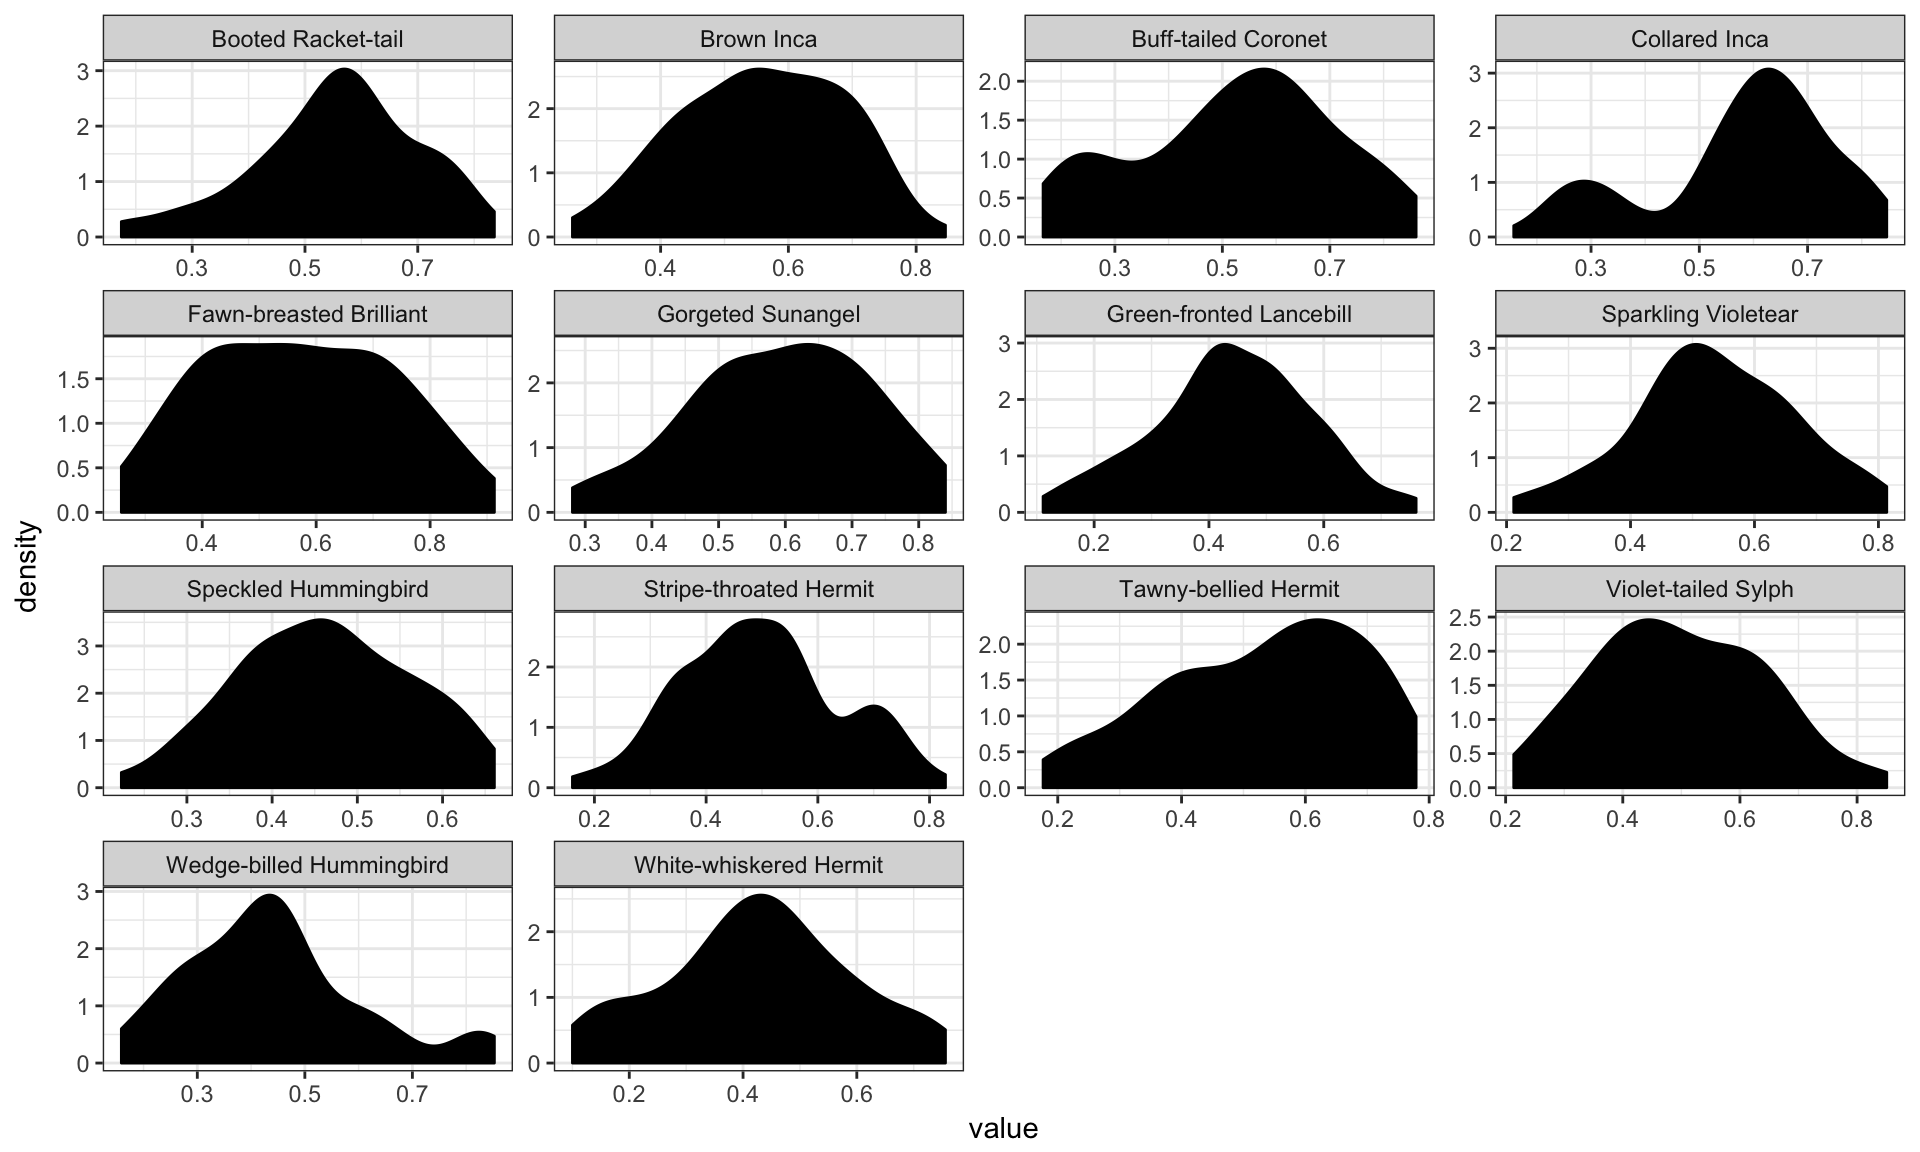 Booted Racket-tail
Brown Inca
Buff-tailed Coronet
Collared Inca
3
2
1
0
0.3 0.5 0.7
2
1
0
0.4 0.6 0.8
2.0
1.5
1.0
0.5
0.0
0.3 0.5 0.7
3
2
1
0
0.3 0.5 0.7
Fawn-breasted Brilliant
Gorgeted Sunangel
Green-fronted Lancebill
Sparkling Violetear
1.5
1.0
0.5
0.0
0.4 0.6 0.8
2
1
0
0.3 0.4 0.5 0.6 0.7 0.8
3
2
1
0
0.2 0.4 0.6
3
2
1
0
0.2 0.4 0.6 0.8
density
Speckled Hummingbird
Stripe-throated Hermit
Tawny-bellied Hermit
Violet-tailed Sylph
3
2
1
0
0.3 0.4 0.5 0.6
2
1
0
0.2 0.4 0.6 0.8
2.0
1.5
1.0
0.5
0.0
0.2 0.4 0.6 0.8
2.5
2.0
1.5
1.0
0.5
0.0
0.2 0.4 0.6 0.8
Wedge-billed Hummingbird
White-whiskered Hermit
3
2
1
0
0.3 0.5 0.7
2
1
0
0.2 0.4 0.6
value